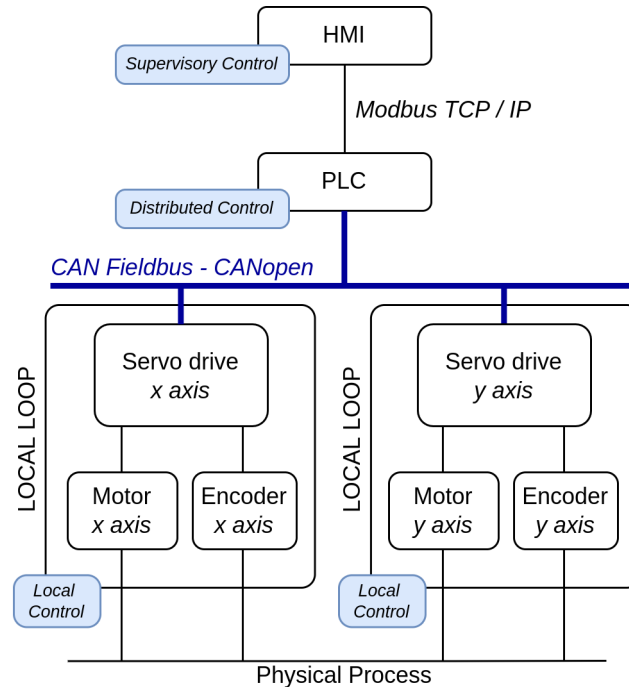 HMI
Supervisory Control
Modbus TCP / IP
PLC
Distributed Control
CAN Fieldbus - CANopen
LOCAL LOOP
Servo drive
x axis
Motor
x axis
Encoder
x axis
Local
Control
LOCAL LOOP
Servo drive
y axis
Motor
y axis
Encoder
y axis
Local
Control
Physical Process